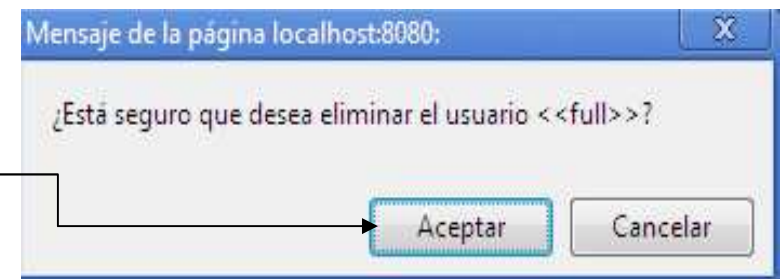 Mensaje de la página localhost:8080:
X
¿Está seguro que desea eliminar el usuario <<full>>?
Aceptar
Cancelar